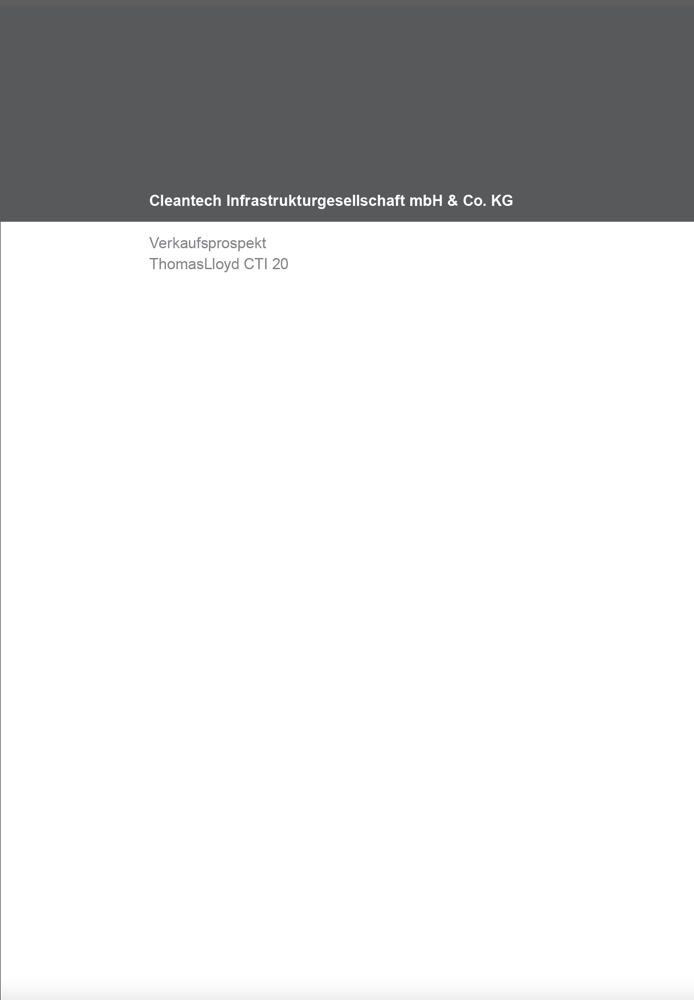 Cleantech Infrastrukturgesellschaft mbH & Co. KG
Verkaufsprospekt
ThomasLloyd CTI 20